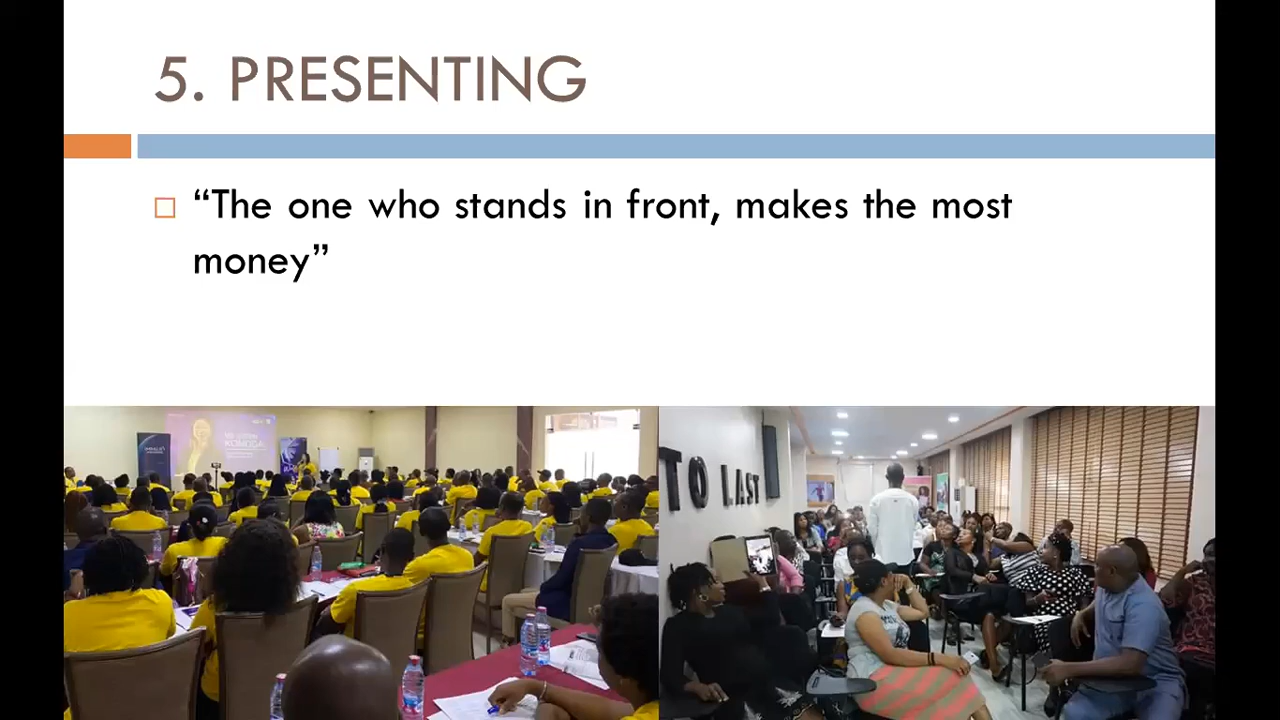 5. PRESENTING
“The one who stands in front, makes the most
money”
TO LAST